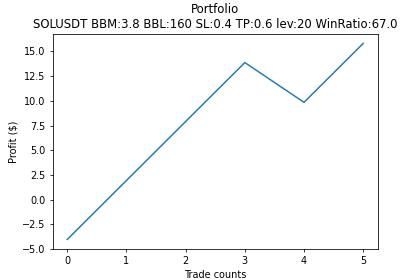 Portfolio
SOLUSDT BBM:3.8 BBL:160 SL:0.4 TP:0.6 lev:20 WinRatio:67.0
15.0
12.5
10.0
7.5
5.0
2.5
0.0
−2.5
−5.0
Profit ($)
0 1 2 3 4 5
Trade counts